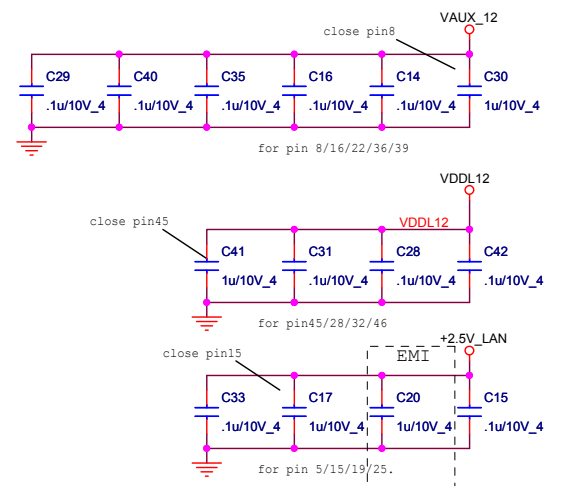 VAUX_12
close pin8
C29 C40 C35 C16 C14 C30
.1u/10V_4 .1u/10V_4 .1u/10V_4 .1u/10V_4 .1u/10V_4 1u/10V_4
for pin 8/16/22/36/39
VDDL12
close pin45
VDDL12
C41 C31 C28 C42
1u/10V_4 .1u/10V_4 .1u/10V_4 .1u/10V_4
for pin45/28/32/46
+2.5V_LAN
close pin15
EMI
C33 C17 C20 C15
.1u/10V_4 1u/10V_4 1u/10V_4 .1u/10V_4
for pin 5/15/19/25.